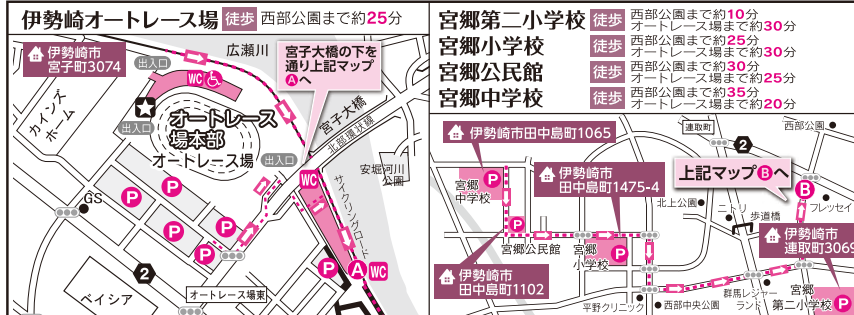 伊勢崎オートレース場 徒歩 西部公園まで約25分
伊勢崎市
宮子町3074
広瀬川
宮子大橋の下を
通り上記マップ
Aへ
出入口
WC
カインズ
ホーム
出入口
オートレース
場本部
オートレース場
出入口
宮子大橋
北部環状線
安堀河川
公園
WC
サイクリングロード
GS
P
P
P
P
P
P
P
A
WC
2
ベイシア
オートレース場東
宮郷第二小学校 徒歩 西部公園まで約10分
オートレース場まで約30分
宮郷小学校 徒歩 西部公園まで約25分
オートレース場まで約30分
宮郷公民館 徒歩 西部公園まで約30分
オートレース場まで約25分
宮郷中学校 徒歩 西部公園まで約35分
オートレース場まで約20分
伊勢崎市田中島町1065
連取町
西部公園
2
宮郷
中学校
P
伊勢崎市
田中島町1475-4
上記マップBへ
B
北上公園
ニトリ
歩道橋
フレッセイ
P
宮郷公民館
宮郷
小学校
P
伊勢崎市
連取町3069
伊勢崎市
田中島町1102
平野クリニック
西部中央公園
群馬レジャー
ランド
宮郷
第二小学校
P